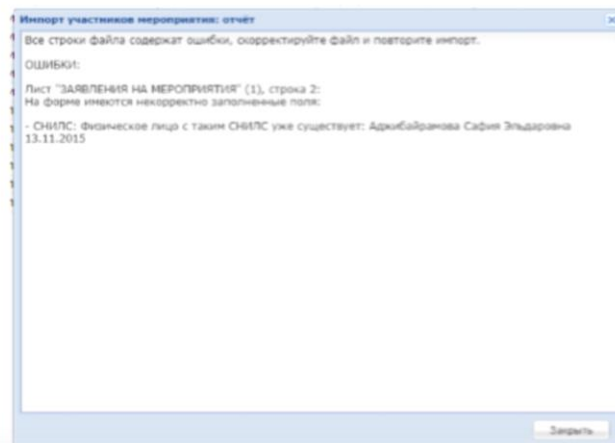 Импорт участников мероприятия: отчёт
Все строки файла содержат ошибки, скорректируйте файл и повторите импорт.
ОШИБКИ:
Лист "ЗАЯВЛЕНИЯ НА МЕРОПРИЯТИЯ" (1), строка 2:
На форме имеются некорректно заполненные поля:
- СНИЛС: Физическое лицо с таким СНИЛС уже существует: Аджибайрамова Сафия Эльдаровна
13.11.2015
Закрыть